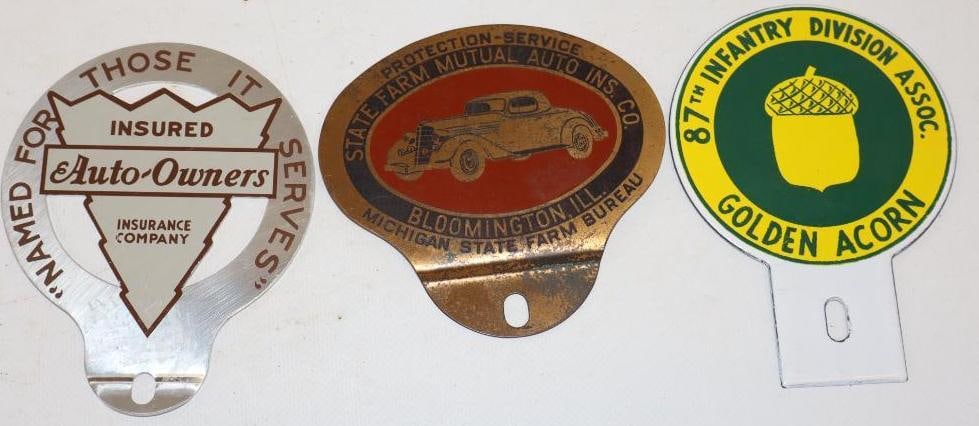 "NAMED FOR THOSE IT SERVES"
INSURED
Auto-Owners
INSURANCE
COMPANY
PROTECTION-SERVICE
STATE FARM MUTUAL AUTO INS. CO.
BLOOMINGTON, ILL.
MICHIGAN STATE FARM BUREAU
87TH INFANTRY DIVISION ASSOC.
GOLDEN ACORN